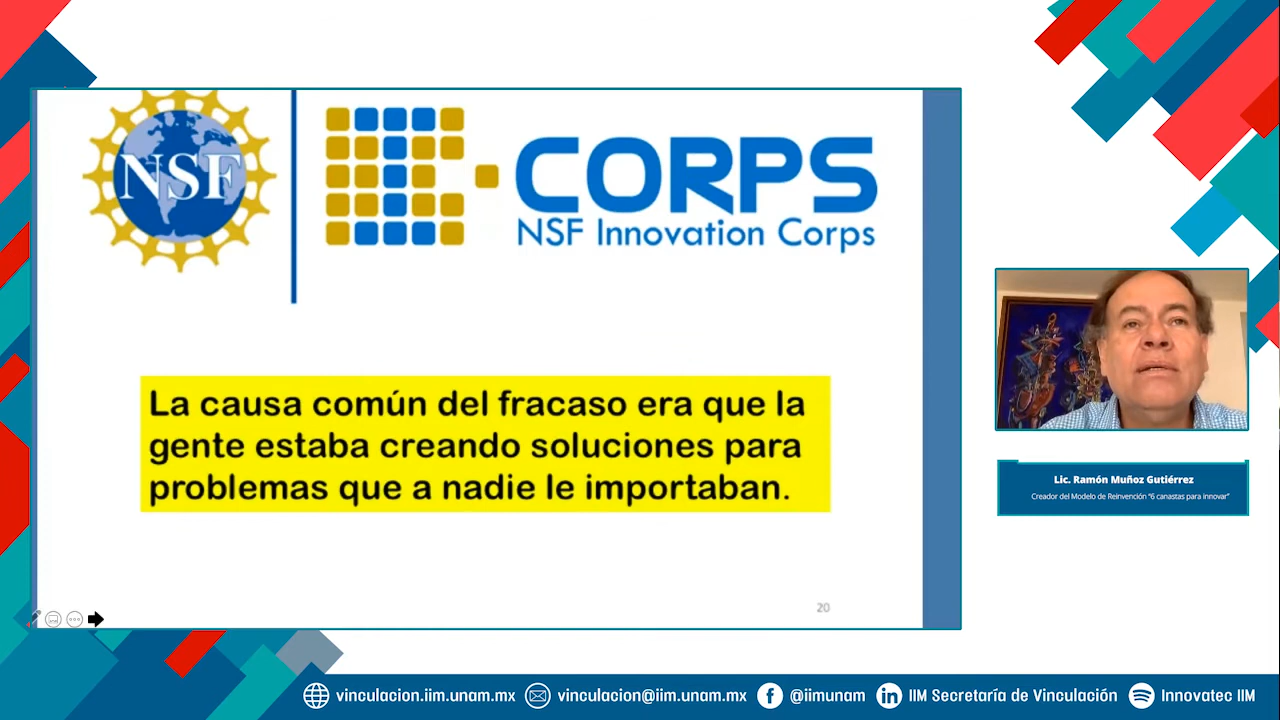 NSF
CORPS
NSF Innovation Corps
La causa común del fracaso era que la
gente estaba creando soluciones para
problemas que a nadie le importaban.
20
Lic. Ramón Muñoz Gutiérrez
Creador del Modelo de Reinvención "6 canastas para innovar"
vinculacion.iim.unam.mx
vinculacion@iim.unam.mx
@iimunam
IIM Secretaría de Vinculación
Innovatec IIM